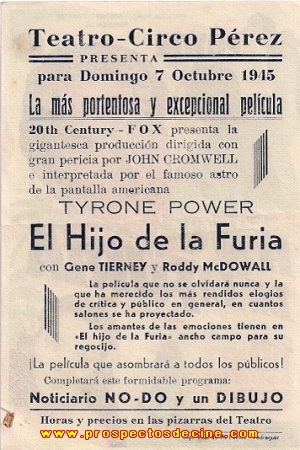 Teatro-Circo Pérez
PRESENTA
para Domingo 7 Octubre 1945
La más portentosa y excepcional película
20th Century - FOX presenta la
gigantesca producción dirigida con
gran pericia por JOHN CROMWELL
e interpretada por el famoso astro
de la pantalla americana
TYRONE POWER
El Hijo de la Furia
con Gene TIERNEY y Roddy McDOWALL
La película que no se olvidará nunca y la
que ha merecido los más rendidos elogios
de crítica y público en general, en cuantos
salones se ha proyectado.
Los amantes de las emociones tienen en
«El hijo de la Furia» ancho campo para su
regocijo.
¡La película que asombrará a todos los públicos!
Completará este formidable programa:
Noticiario NO-DO y un DIBUJO
Horas y precios en las pizarras del Teatro
www.prospectosdecine.com